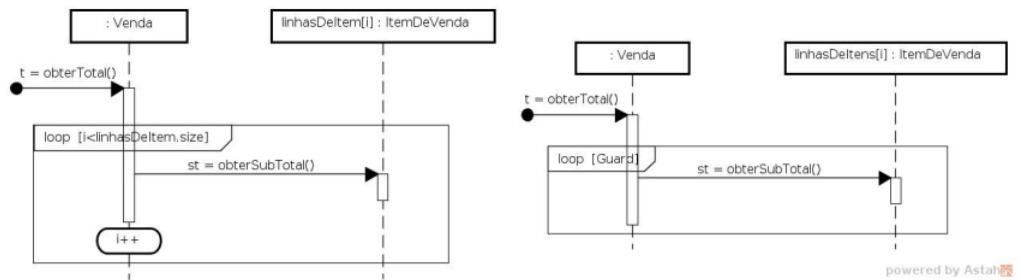 : Venda
linhasDeItem[i] : ItemDeVenda
t = obterTotal()
loop [i<linhasDeItem.size]
st = obterSubTotal()
i++
: Venda
linhasDeItens[i] : ItemDeVenda
t = obterTotal()
loop [Guard]
st = obterSubTotal()
powered by Astah